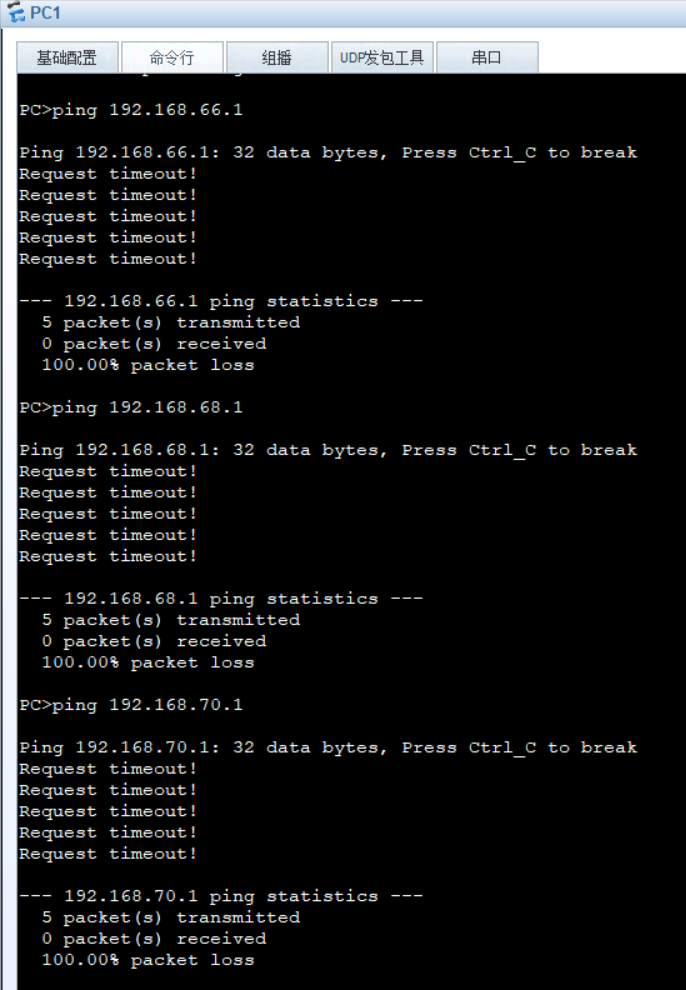 PC1
基础配置 命令行 组播 UDP发包工具 串口
PC>ping 192.168.66.1
Ping 192.168.66.1: 32 data bytes, Press Ctrl_C to break
Request timeout!
Request timeout!
Request timeout!
Request timeout!
Request timeout!
--- 192.168.66.1 ping statistics ---
5 packet(s) transmitted
0 packet(s) received
100.00% packet loss
PC>ping 192.168.68.1
Ping 192.168.68.1: 32 data bytes, Press Ctrl_C to break
Request timeout!
Request timeout!
Request timeout!
Request timeout!
Request timeout!
--- 192.168.68.1 ping statistics ---
5 packet(s) transmitted
0 packet(s) received
100.00% packet loss
PC>ping 192.168.70.1
Ping 192.168.70.1: 32 data bytes, Press Ctrl_C to break
Request timeout!
Request timeout!
Request timeout!
Request timeout!
Request timeout!
--- 192.168.70.1 ping statistics ---
5 packet(s) transmitted
0 packet(s) received
100.00% packet loss